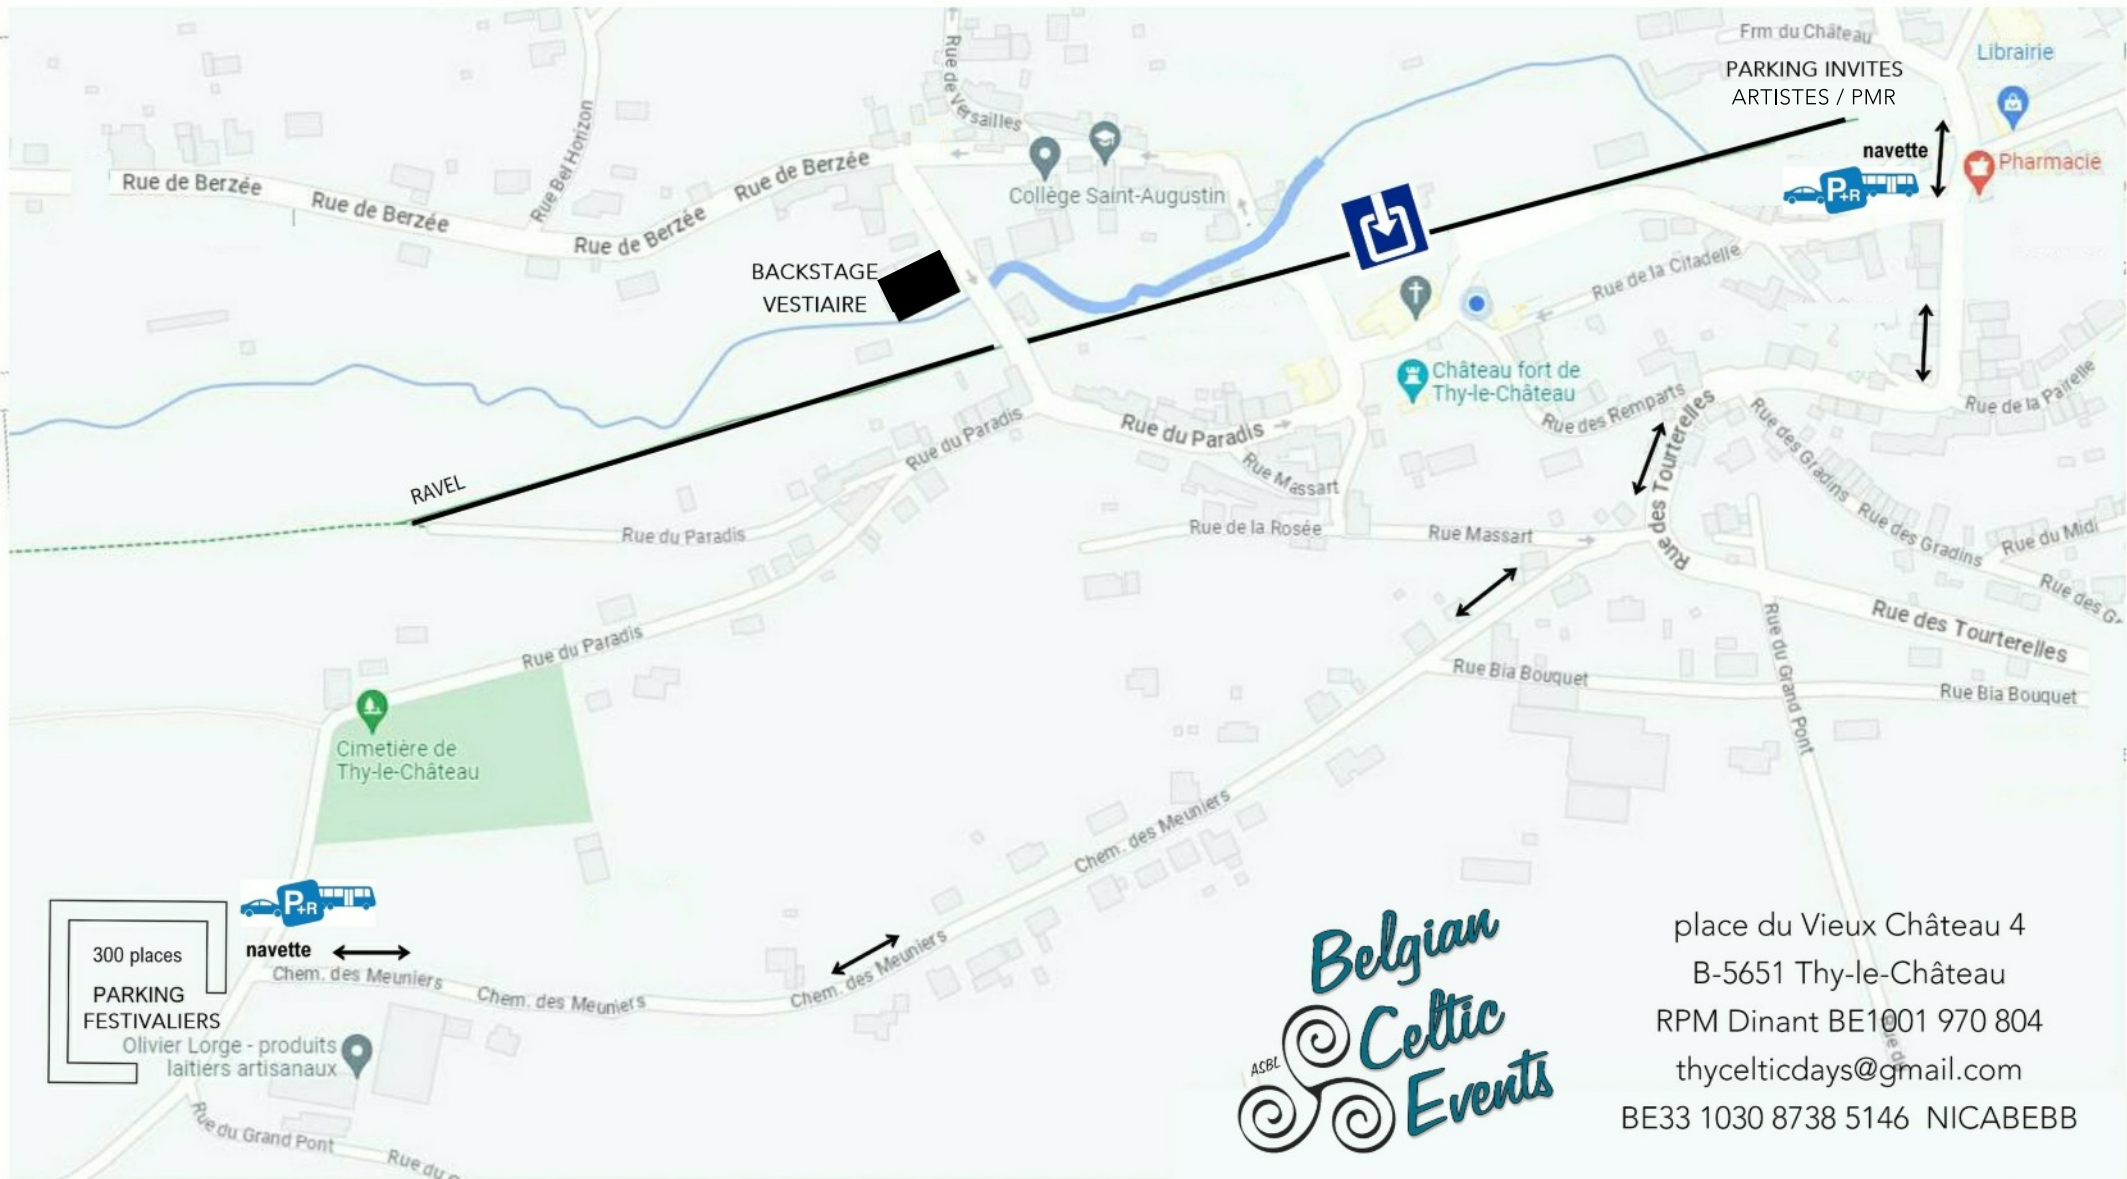 Frm du Château
Librairie
PARKING INVITES
ARTISTES / PMR
navette
P+R
Pharmacie
Rue de Versailles
Rue Bel Horizon
Collège Saint-Augustin
Rue de Berzée
Rue de Berzée
Rue de Berzée
Rue de Berzée
BACKSTAGE
VESTIAIRE
Rue de la Citadelle
Château fort de
Thy-le-Château
Rue des Remparts
Rue de la Pairelle
Rue du Paradis
Rue du Paradis
Rue Massart
Rue des Tourterelles
Rue des Gradins
Rue des Gradins
Rue du Midi
Rue des G
RAVEL
Rue du Paradis
Rue de la Rosée
Rue Massart
Rue des Tourterelles
Rue du Grand Pont
Rue du Paradis
Rue Bia Bouquet
Rue Bia Bouquet
Cimetière de
Thy-le-Château
Chem. des Meuniers
P+R
navette
300 places
PARKING
FESTIVALIERS
Chem. des Meuniers
Chem. des Meuniers
Chem. des Meuniers
Olivier Lorge - produits
laitiers artisanaux
Rue du Grand Pont
Rue du G
Belgian
Celtic
Events
ASBL
place du Vieux Château 4
B-5651 Thy-le-Château
RPM Dinant BE1001 970 804
thycelticdays@gmail.com
BE33 1030 8738 5146 NICABEBB